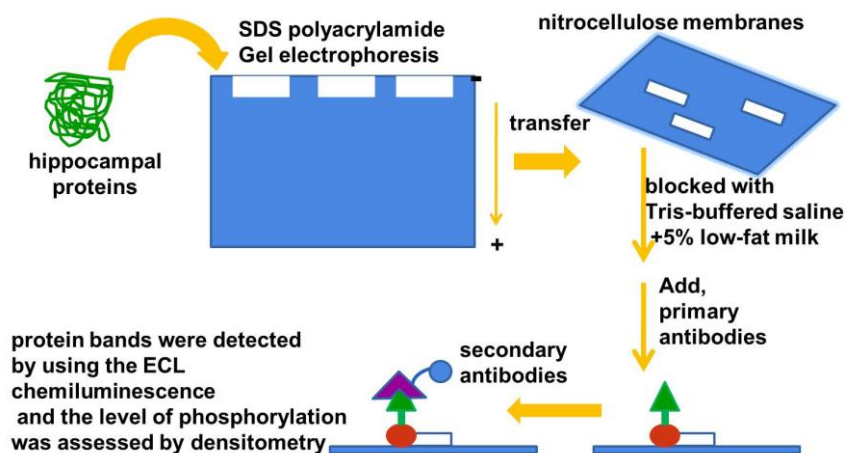 SDS polyacrylamide
Gel electrophoresis
nitrocellulose membranes
-
transfer
hippocampal
proteins
+
blocked with
Tris-buffered saline
+5% low-fat milk
Add,
primary
antibodies
secondary
antibodies
protein bands were detected
by using the ECL
chemiluminescence
and the level of phosphorylation
was assessed by densitometry